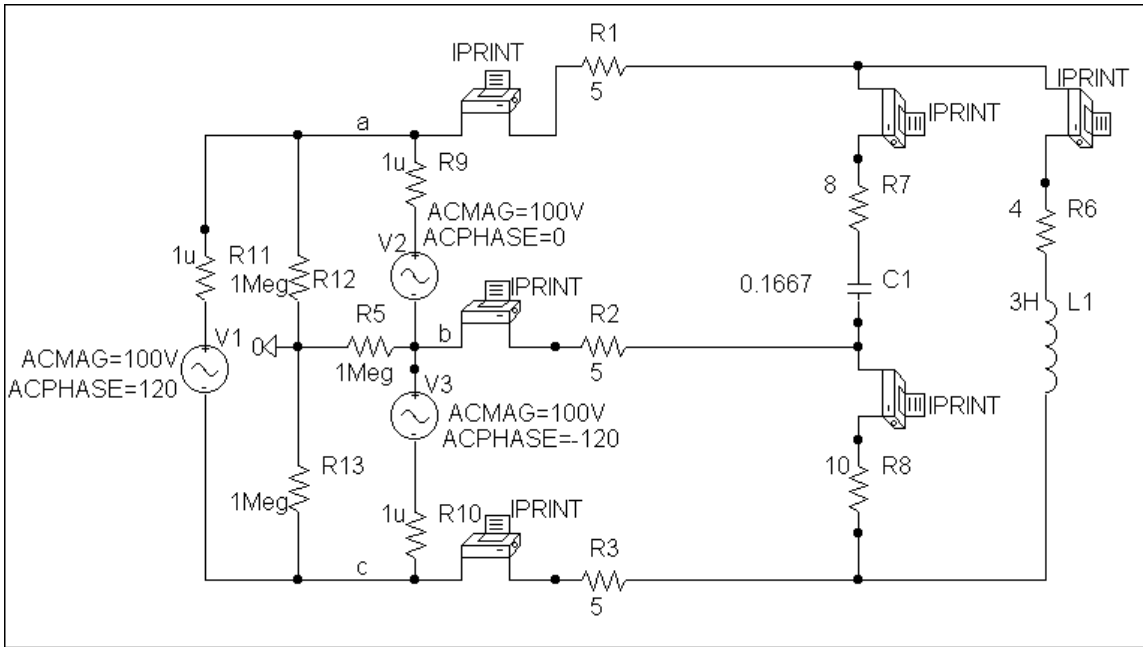 R1
IPRINT
5
IPRINT
IPRINT
a
1u
R9
8
R7
4
R6
ACMAG=100V
ACPHASE=0
V2
+
-
1u
R11
1Meg
R12
0.1667
C1
3H
L1
IPRINT
R5
R2
b
V1
+
-
0
1Meg
5
ACMAG=100V
ACPHASE=120
V3
+
-
IPRINT
ACMAG=100V
ACPHASE=-120
R13
10
R8
1Meg
1u
R10
IPRINT
R3
c
5